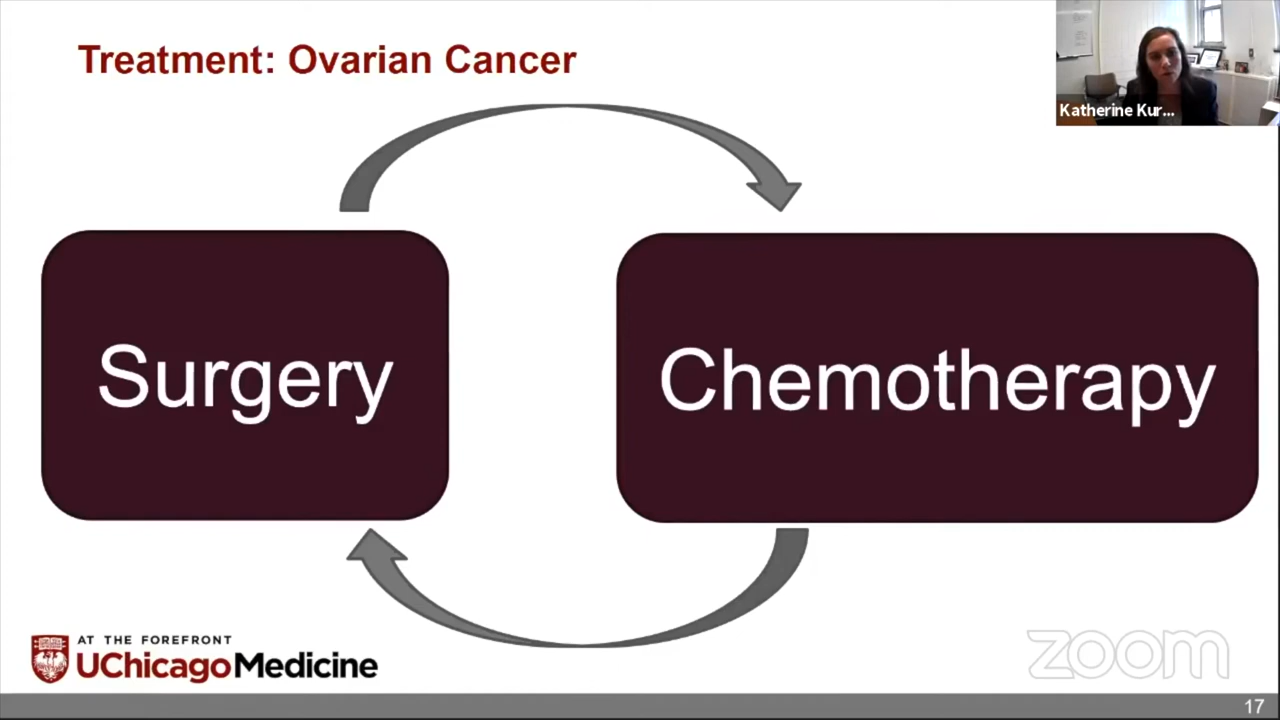 Treatment: Ovarian Cancer
Katherine Kur...
Surgery
Chemotherapy
AT THE FOREFRONT
UChicagoMedicine
zoom
17